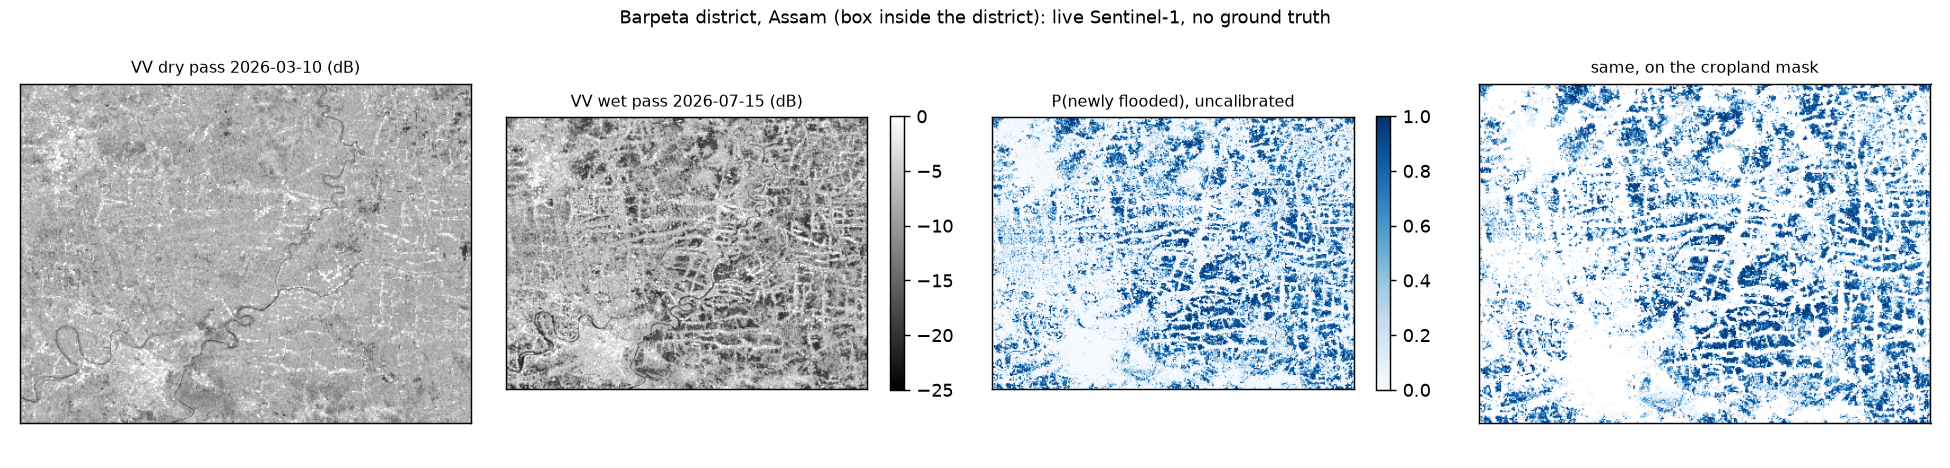 Barpeta district, Assam (box inside the district): live Sentinel-1, no ground truth
VV dry pass 2026-03-10 (dB)
VV wet pass 2026-07-15 (dB)
0
−5
−10
−15
−20
−25
P(newly flooded), uncalibrated
1.0
0.8
0.6
0.4
0.2
0.0
same, on the cropland mask